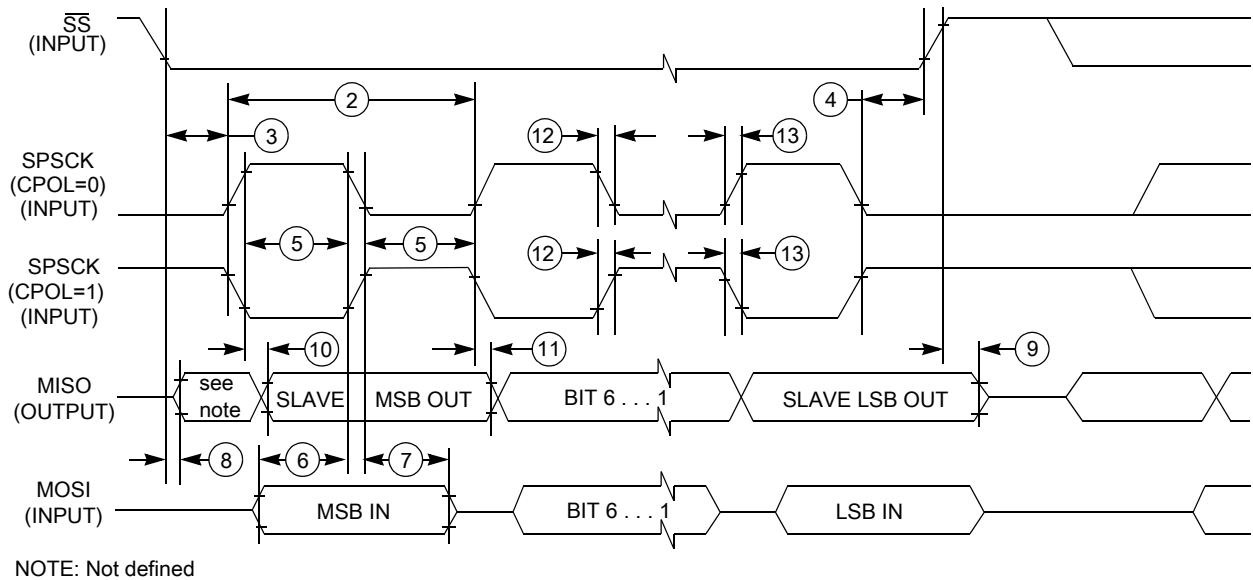 SS
(INPUT)
2
4
3
12
13
SPSCK
(CPOL=0)
(INPUT)
5
5
12
13
SPSCK
(CPOL=1)
(INPUT)
10
11
9
MISO
(OUTPUT)
see
note
SLAVE
MSB OUT
BIT 6 . . . 1
SLAVE LSB OUT
8
6
7
MOSI
(INPUT)
MSB IN
BIT 6 . . . 1
LSB IN
NOTE: Not defined